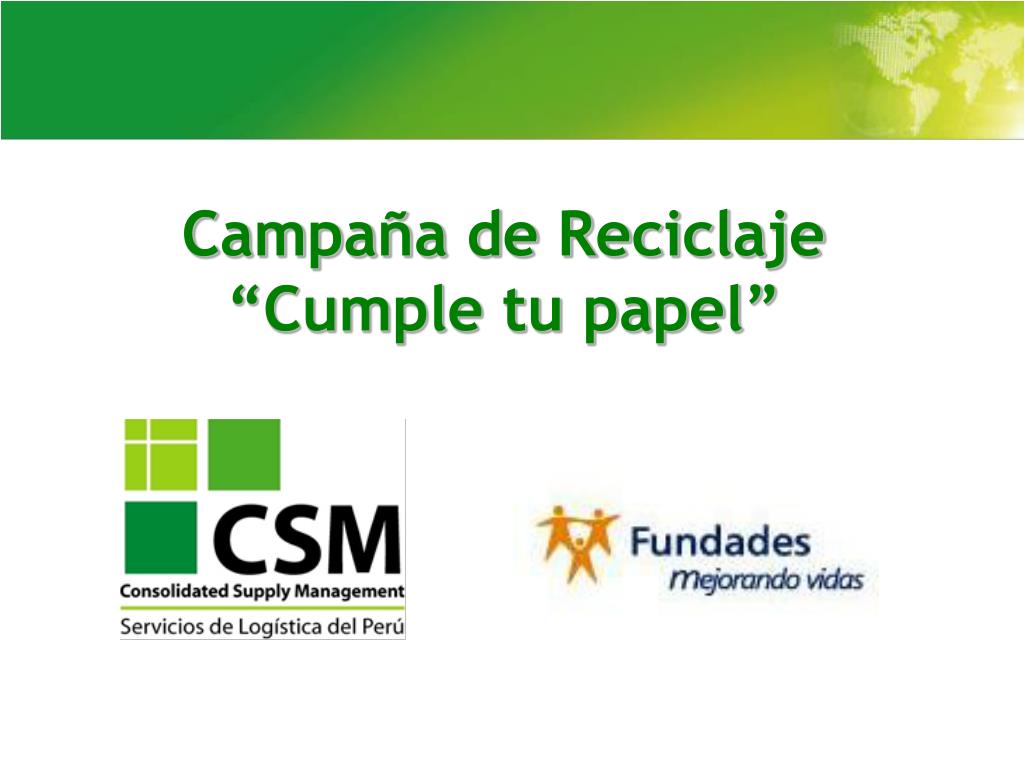 Campaña de Reciclaje
“Cumple tu papel”
CSM
Consolidated Supply Management
Servicios de Logística del Perú
Fundades
mejorando vidas